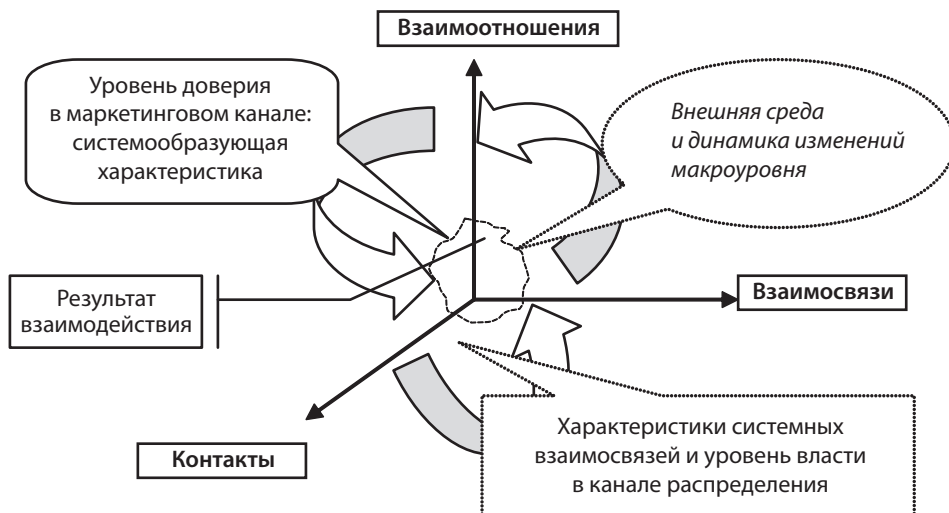 Взаимоотношения
Уровень доверия
в маркетинговом канале:
системообразующая
характеристика
Внешняя среда
и динамика изменений
макроуровня
Результат
взаимодействия
Взаимосвязи
Контакты
Характеристики системных
взаимосвязей и уровень власти
в канале распределения